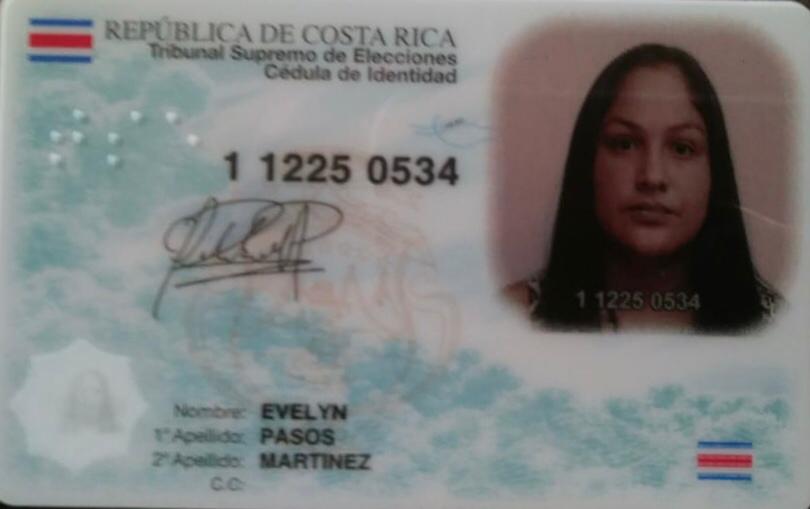 REPÚBLICA DE COSTA RICA
Tribunal Supremo de Elecciones
Cédula de Identidad
1 1225 0534
1 1225 0534
Nombre: EVELYN
1° Apellido: PASOS
2° Apellido: MARTINEZ
C.C: